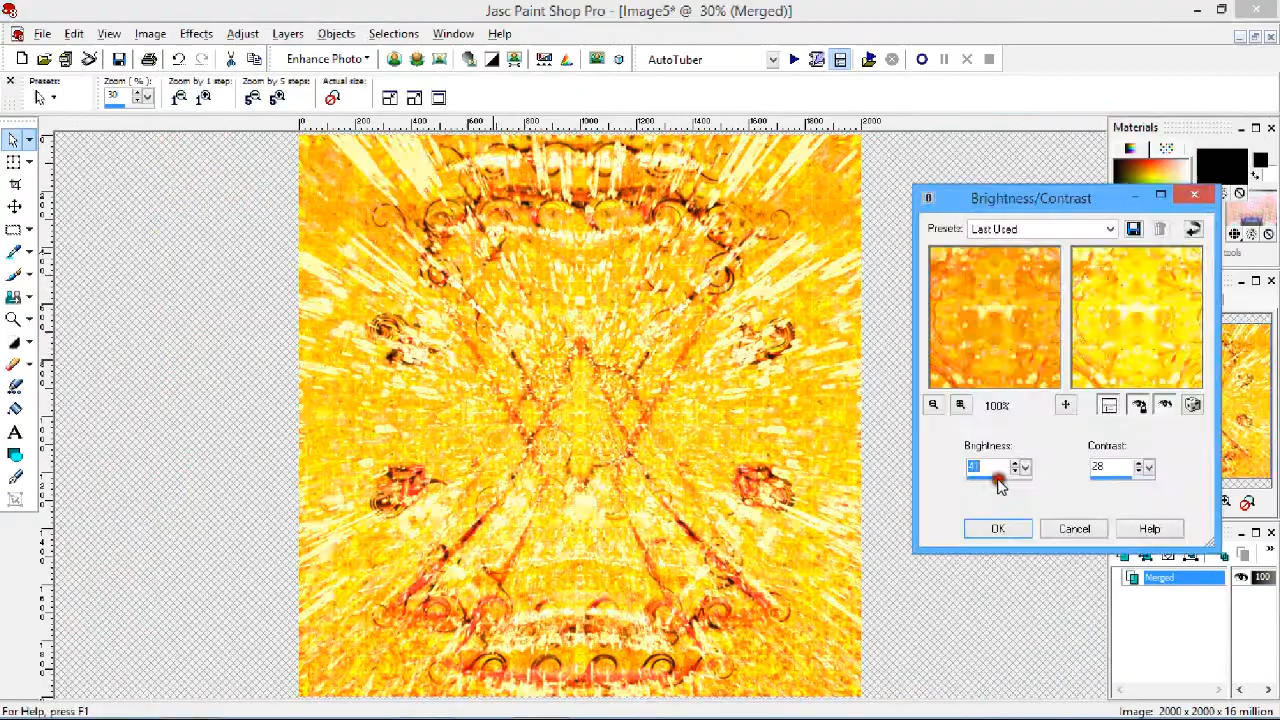 Jasc Paint Shop Pro - [Image5* @ 30% (Merged)]
File Edit View Image Effects Adjust Layers Objects Selections Window Help
Enhance Photo
AutoTuber
Presets:
Zoom (%):
Zoom by 1 step:
Zoom by 5 steps:
Actual size:
30
Materials
Brightness/Contrast
Presets:
Last Used
tools
100%
Brightness:
Contrast:
41
28
OK
Cancel
Help
Merged
100
For Help, press F1
Image: 2000 x 2000 x 16 million